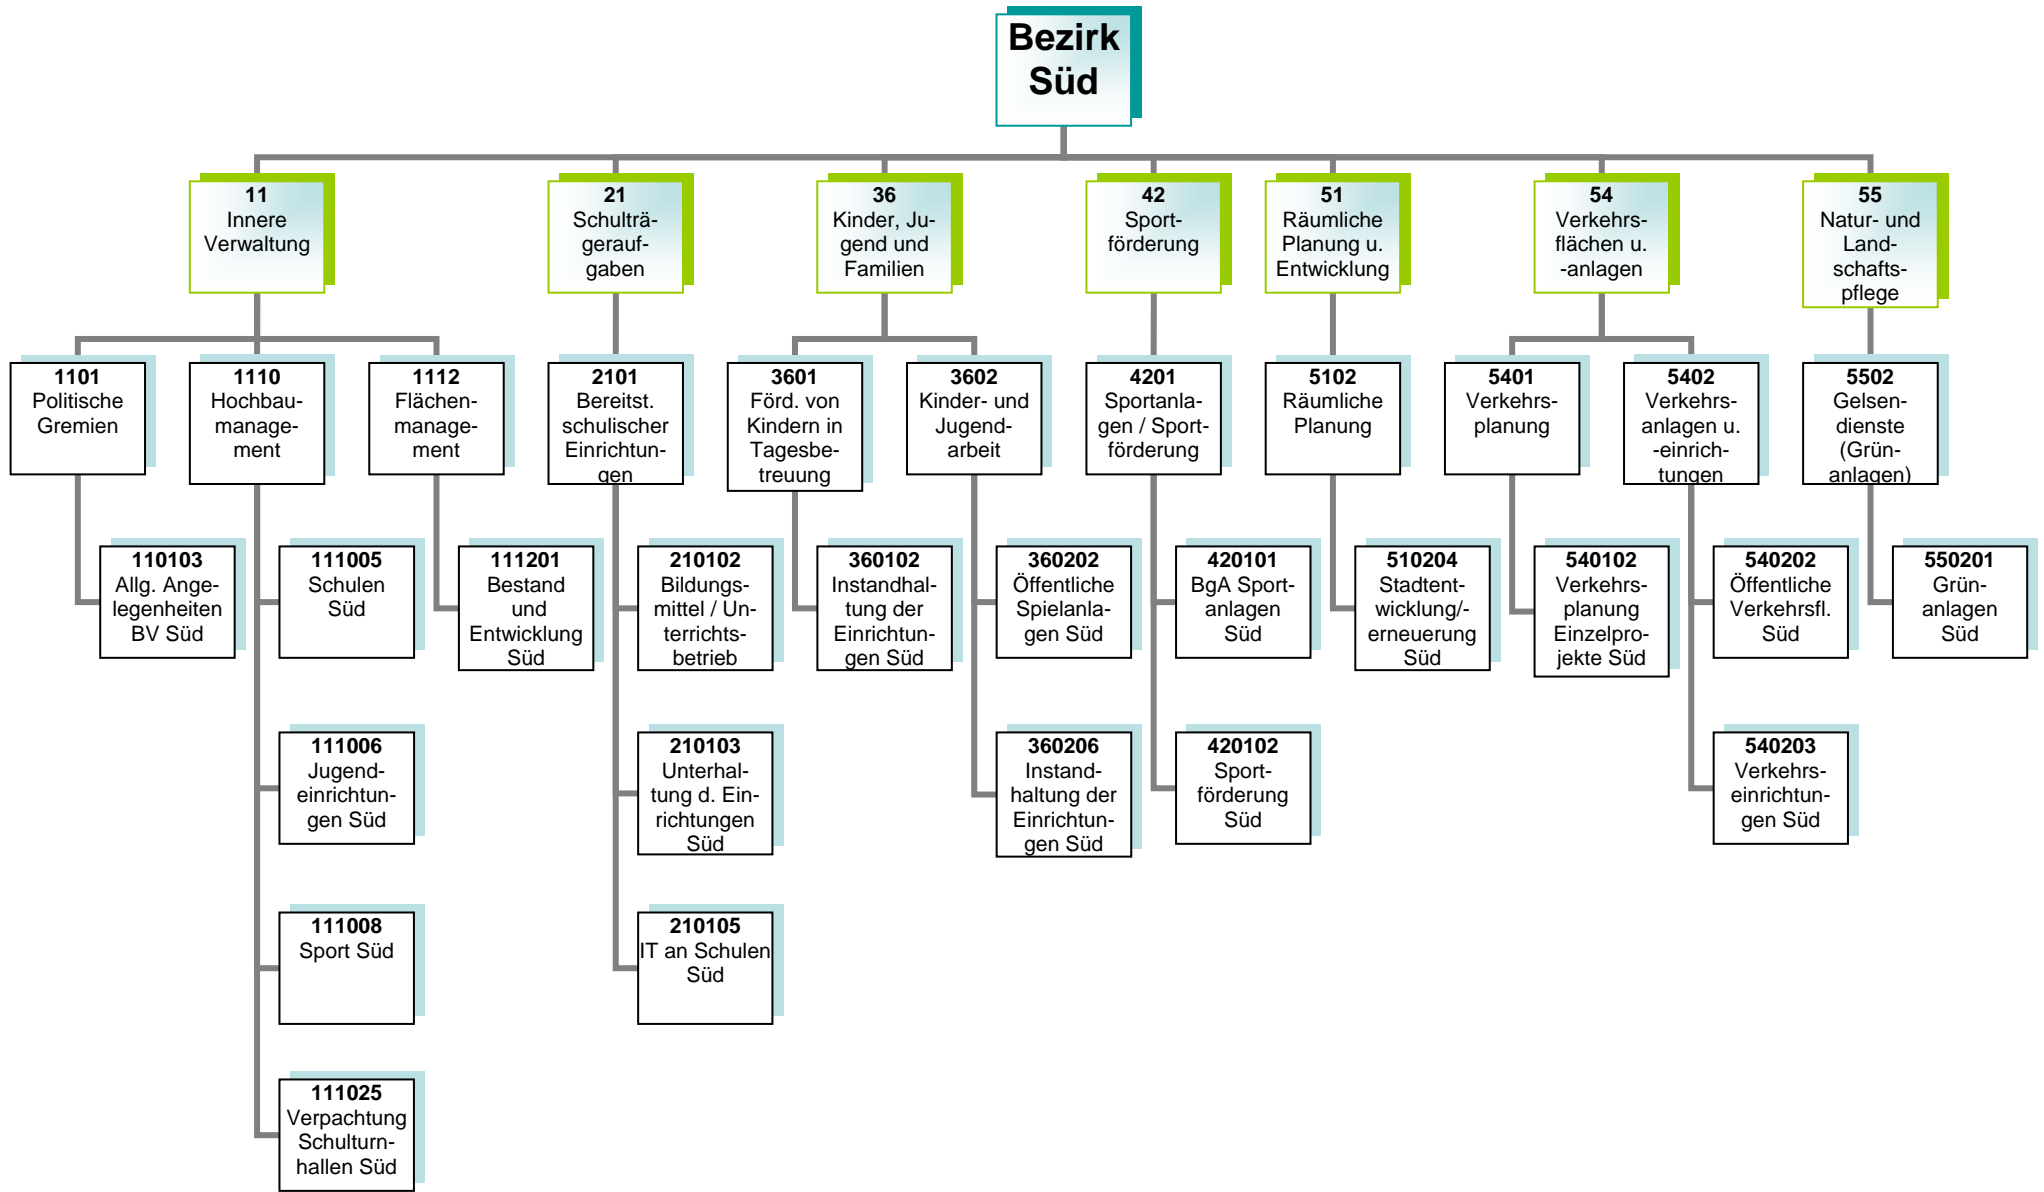 Bezirk
Süd
11
Innere
Verwaltung
21
Schulträ-
gerauf-
gaben
36
Kinder, Ju-
gend und
Familien
42
Sport-
förderung
51
Räumliche
Planung u.
Entwicklung
54
Verkehrs-
flächen u.
-anlagen
55
Natur- und
Land-
schafts-
pflege
1101
Politische
Gremien
1110
Hochbau-
manage-
ment
1112
Flächen-
manage-
ment
2101
Bereitst.
schulischer
Einrichtun-
gen
3601
Förd. von
Kindern in
Tagesbe-
treuung
3602
Kinder- und
Jugend-
arbeit
4201
Sportanla-
gen / Sport-
förderung
5102
Räumliche
Planung
5401
Verkehrs-
planung
5402
Verkehrs-
anlagen u.
-einrich-
tungen
5502
Gelsen-
dienste
(Grün-
anlagen)
110103
Allg. Ange-
legenheiten
BV Süd
111005
Schulen
Süd
111201
Bestand
und
Entwicklung
Süd
210102
Bildungs-
mittel / Un-
terrichts-
betrieb
360102
Instandhal-
tung der
Einrichtun-
gen Süd
360202
Öffentliche
Spielanla-
gen Süd
420101
BgA Sport-
anlagen
Süd
510204
Stadtent-
wicklung/-
erneuerung
Süd
540102
Verkehrs-
planung
Einzelpro-
jekte Süd
540202
Öffentliche
Verkehrsfl.
Süd
550201
Grün-
anlagen
Süd
111006
Jugend-
einrichtun-
gen Süd
210103
Unterhal-
tung d. Ein-
richtungen
Süd
360206
Instand-
haltung der
Einrichtun-
gen Süd
420102
Sport-
förderung
Süd
540203
Verkehrs-
einrichtun-
gen Süd
111008
Sport Süd
210105
IT an Schulen
Süd
111025
Verpachtung
Schulturn-
hallen Süd